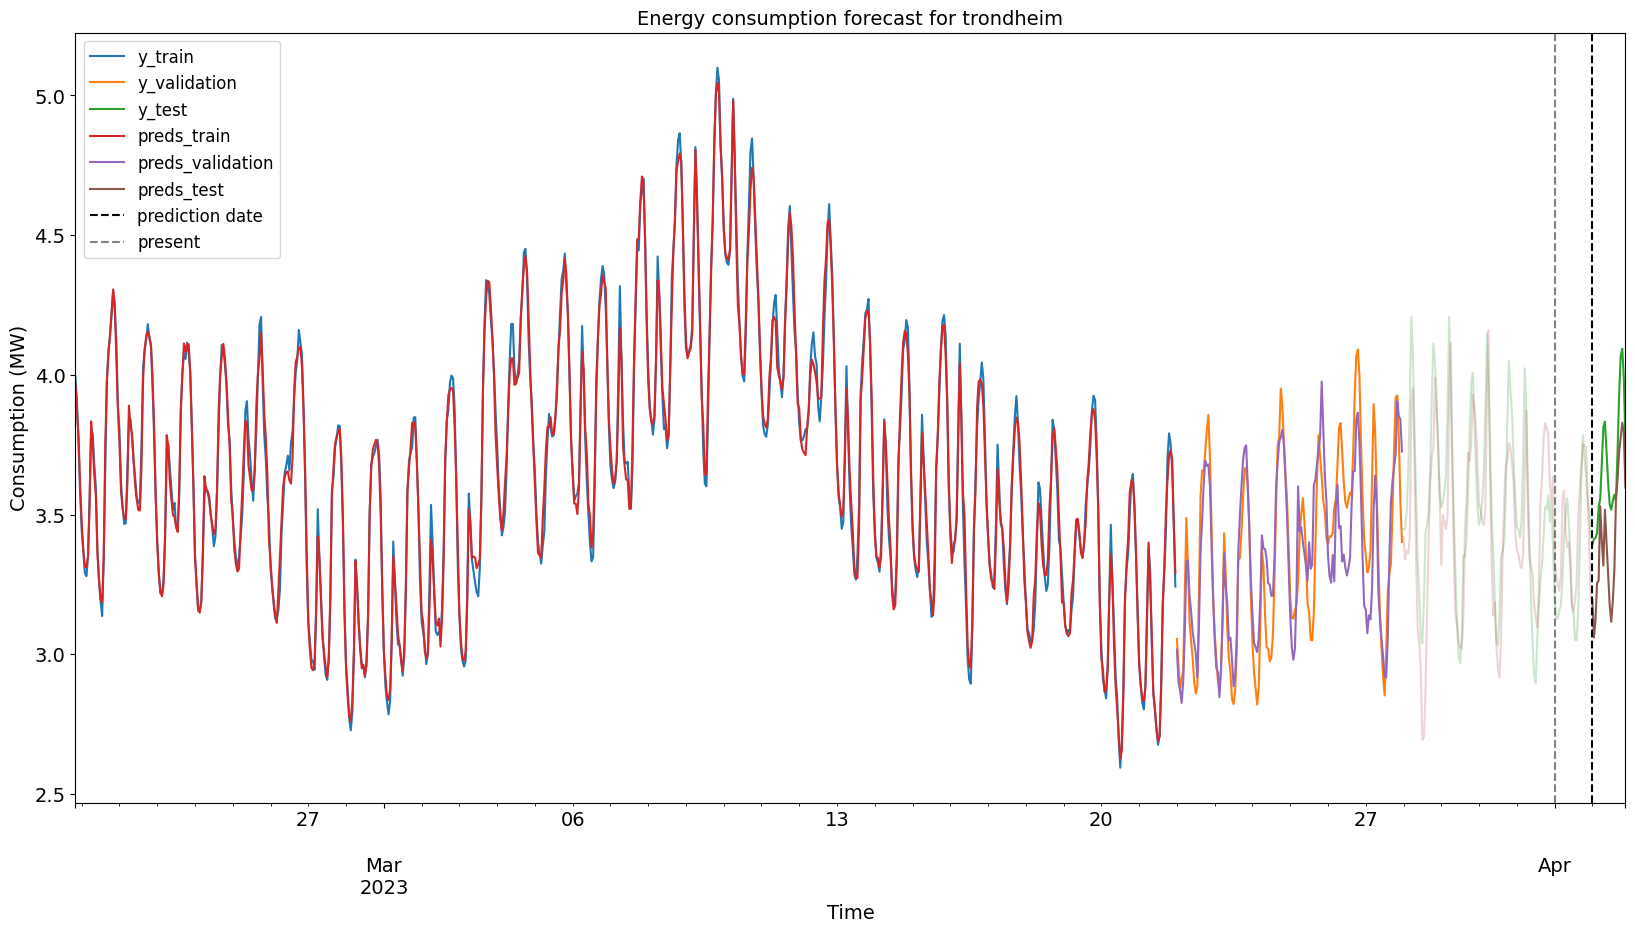 Energy consumption forecast for trondheim
y_train
y_validation
y_test
preds_train
preds_validation
preds_test
prediction date
present
Consumption (MW)
5.0
4.5
4.0
3.5
3.0
2.5
27 06 13 20 27
Mar Apr
2023
Time